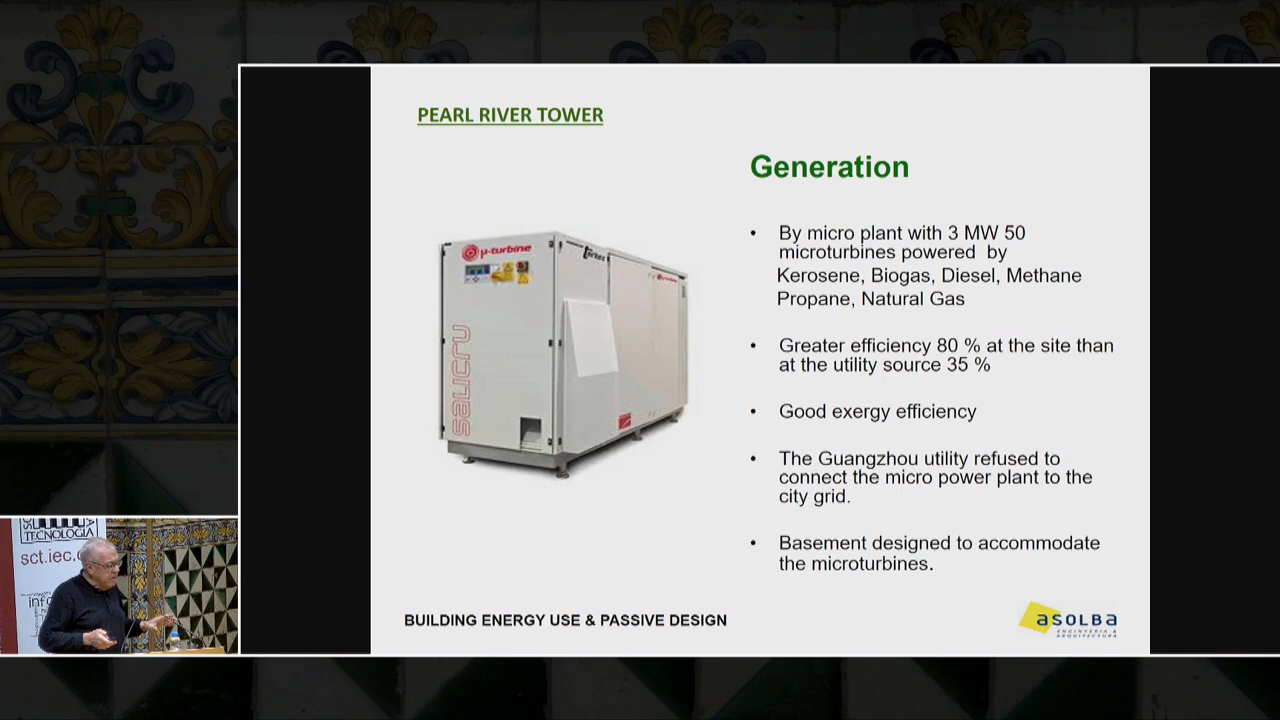 PEARL RIVER TOWER
Generation
• By micro plant with 3 MW 50
microturbines powered by
Kerosene, Biogas, Diesel, Methane
Propane, Natural Gas
• Greater efficiency 80 % at the site than
at the utility source 35 %
• Good exergy efficiency
• The Guangzhou utility refused to
connect the micro power plant to the
city grid.
• Basement designed to accommodate
the microturbines.
µ-turbine
salicru
BUILDING ENERGY USE & PASSIVE DESIGN
asolba
ENGINYERIA &
ARQUITECTURA
TECNOLOGIA
sct.iec.